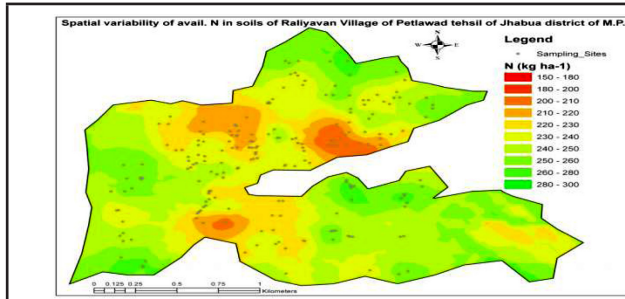 Spatial variability of avail. N in soils of Raliyavan Village of Petlawad tehsil of Jhabua district of M.P.
N
W E
S
Legend
Sampling_Sites
N (kg ha-1)
150 - 180
180 - 200
200 - 210
210 - 220
220 - 230
230 - 240
240 - 250
250 - 260
260 - 280
280 - 300
0 0.125 0.25 0.5 0.75 1
Kilometers